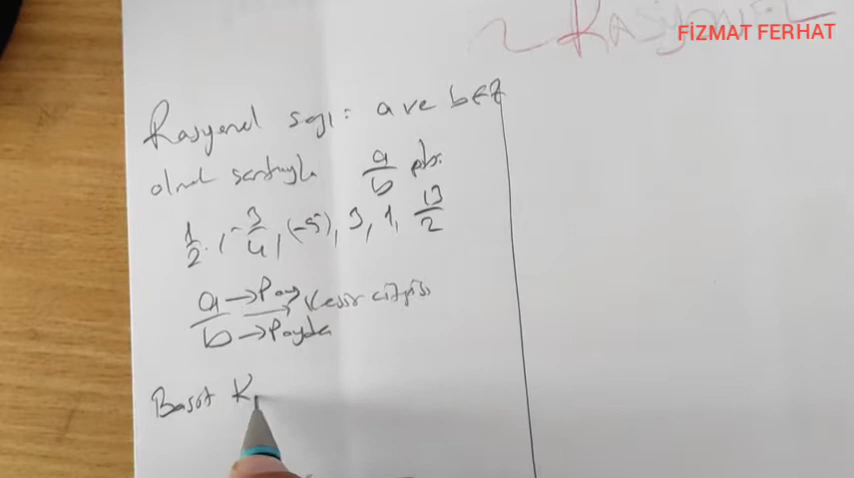 Rasyonel
FİZMAT FERHAT
Rasyonel sayı: a ve b ∈ Z
olmak şartıyla a/b
1/2, -3/4, (-5), 3, 1, 13/2
a → Pay → Kesir çizgisi
b → Payda
Basit K